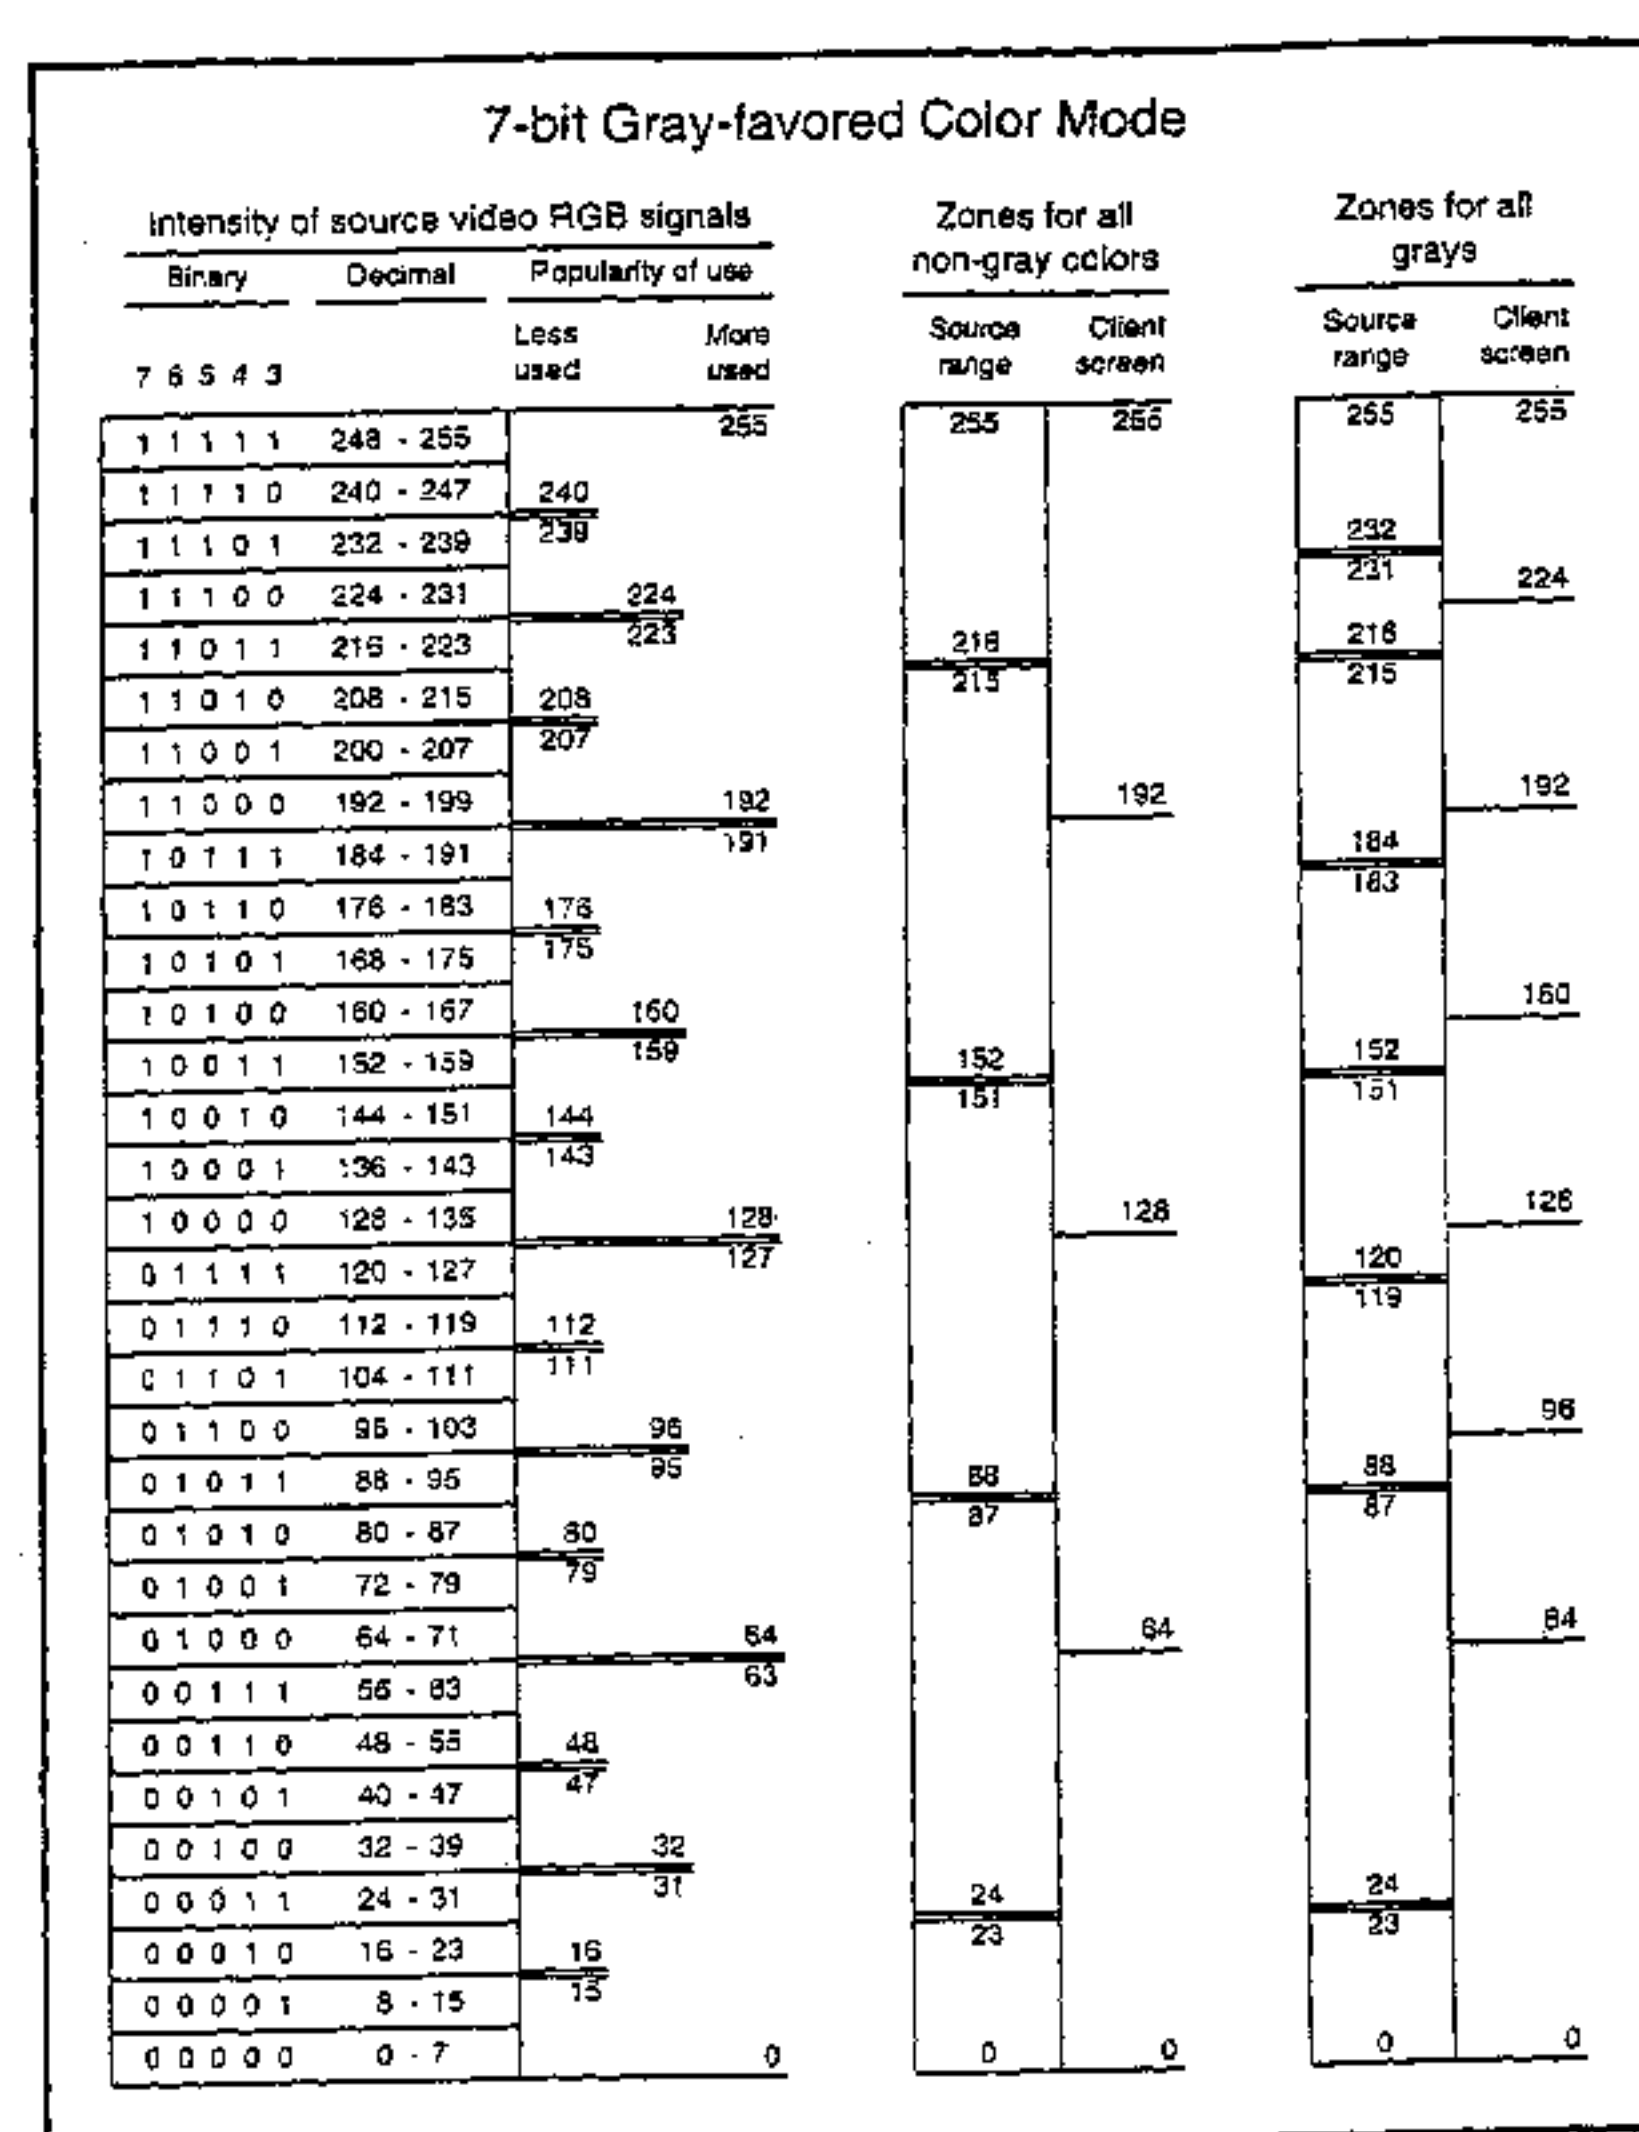 7-bit Gray-favored Color Mode
Intensity of source video RGB signals
Zones for all non-gray colors
Zones for all grays
Binary Decimal Popularity of use
Less used More used
Source range Client screen
Source range Client screen
7 6 5 4 3
255 255 255 255 255
1 1 1 1 1 248 - 255
1 1 1 1 0 240 - 247 240
239
1 1 1 0 1 232 - 239 232
231
1 1 1 0 0 224 - 231 224 224
223
1 1 0 1 1 216 - 223 216 216
215 215
1 1 0 1 0 208 - 215 208
207
1 1 0 0 1 200 - 207
1 1 0 0 0 192 - 199 192 192 192
191
1 0 1 1 1 184 - 191 184
183
1 0 1 1 0 176 - 183 176
175
1 0 1 0 1 168 - 175
1 0 1 0 0 160 - 167 160 160
159
1 0 0 1 1 152 - 159 152 152
151 151
1 0 0 1 0 144 - 151 144
143
1 0 0 0 1 136 - 143
1 0 0 0 0 128 - 135 128 128 128
127
0 1 1 1 1 120 - 127 120
119
0 1 1 1 0 112 - 119 112
111
0 1 1 0 1 104 - 111
0 1 1 0 0 96 - 103 96 96
95
0 1 0 1 1 88 - 95 88 88
87 87
0 1 0 1 0 80 - 87 80
79
0 1 0 0 1 72 - 79
0 1 0 0 0 64 - 71 64 64 64
63
0 0 1 1 1 56 - 63
0 0 1 1 0 48 - 55 48
47
0 0 1 0 1 40 - 47
0 0 1 0 0 32 - 39 32
31
0 0 0 1 1 24 - 31 24 24
23 23
0 0 0 1 0 16 - 23 16
15
0 0 0 0 1 8 - 15
0 0 0 0 0 0 - 7 0 0 0 0 0